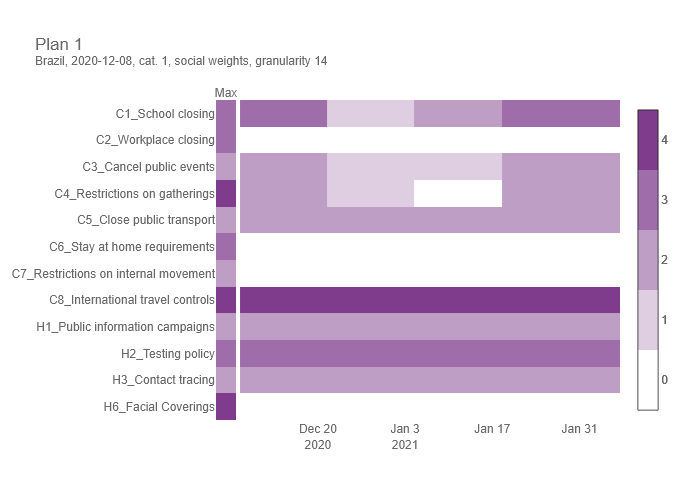 Plan 1
Brazil, 2020-12-08, cat. 1, social weights, granularity 14
Max
C1_School closing
C2_Workplace closing
C3_Cancel public events
C4_Restrictions on gatherings
C5_Close public transport
C6_Stay at home requirements
C7_Restrictions on internal movement
C8_International travel controls
H1_Public information campaigns
H2_Testing policy
H3_Contact tracing
H6_Facial Coverings
Dec 20 Jan 3 Jan 17 Jan 31
2020 2021
4
3
2
1
0